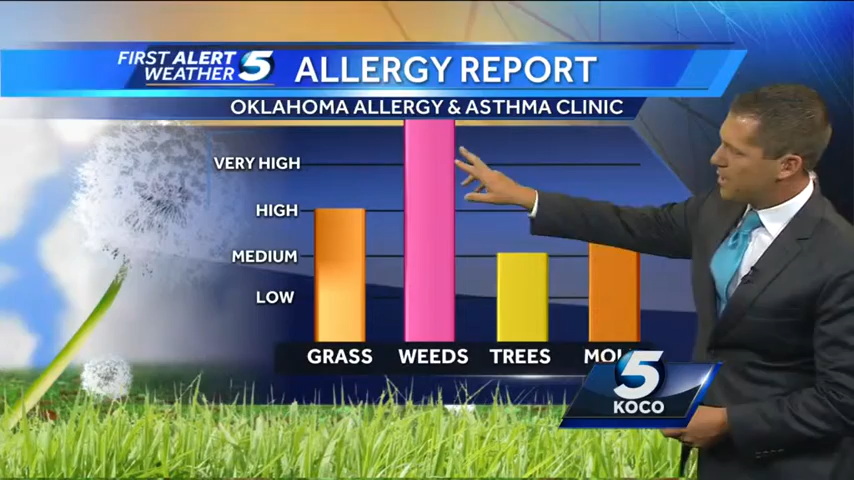 FIRST ALERT
WEATHER 5
ALLERGY REPORT
OKLAHOMA ALLERGY & ASTHMA CLINIC
VERY HIGH
HIGH
MEDIUM
LOW
GRASS WEEDS TREES
5
KOCO